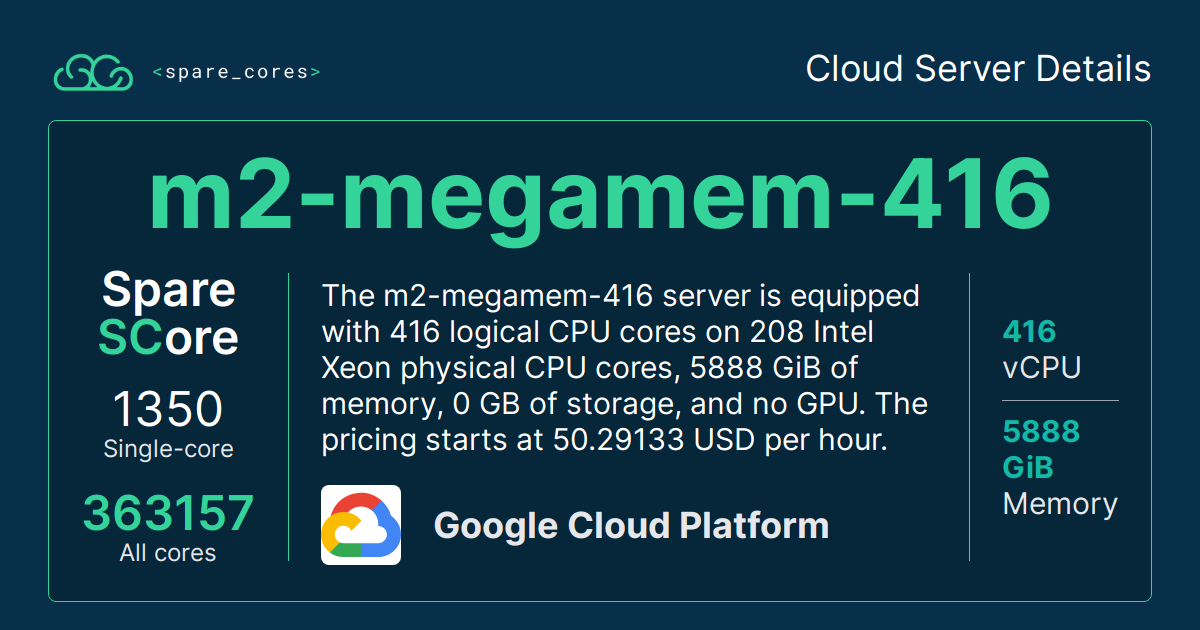 <spare_cores>
Cloud Server Details
m2-megamem-416
Spare
SCore
1350
Single-core
363157
All cores
The m2-megamem-416 server is equipped
with 416 logical CPU cores on 208 Intel
Xeon physical CPU cores, 5888 GiB of
memory, 0 GB of storage, and no GPU. The
pricing starts at 50.29133 USD per hour.
Google Cloud Platform
416
vCPU
5888
GiB
Memory